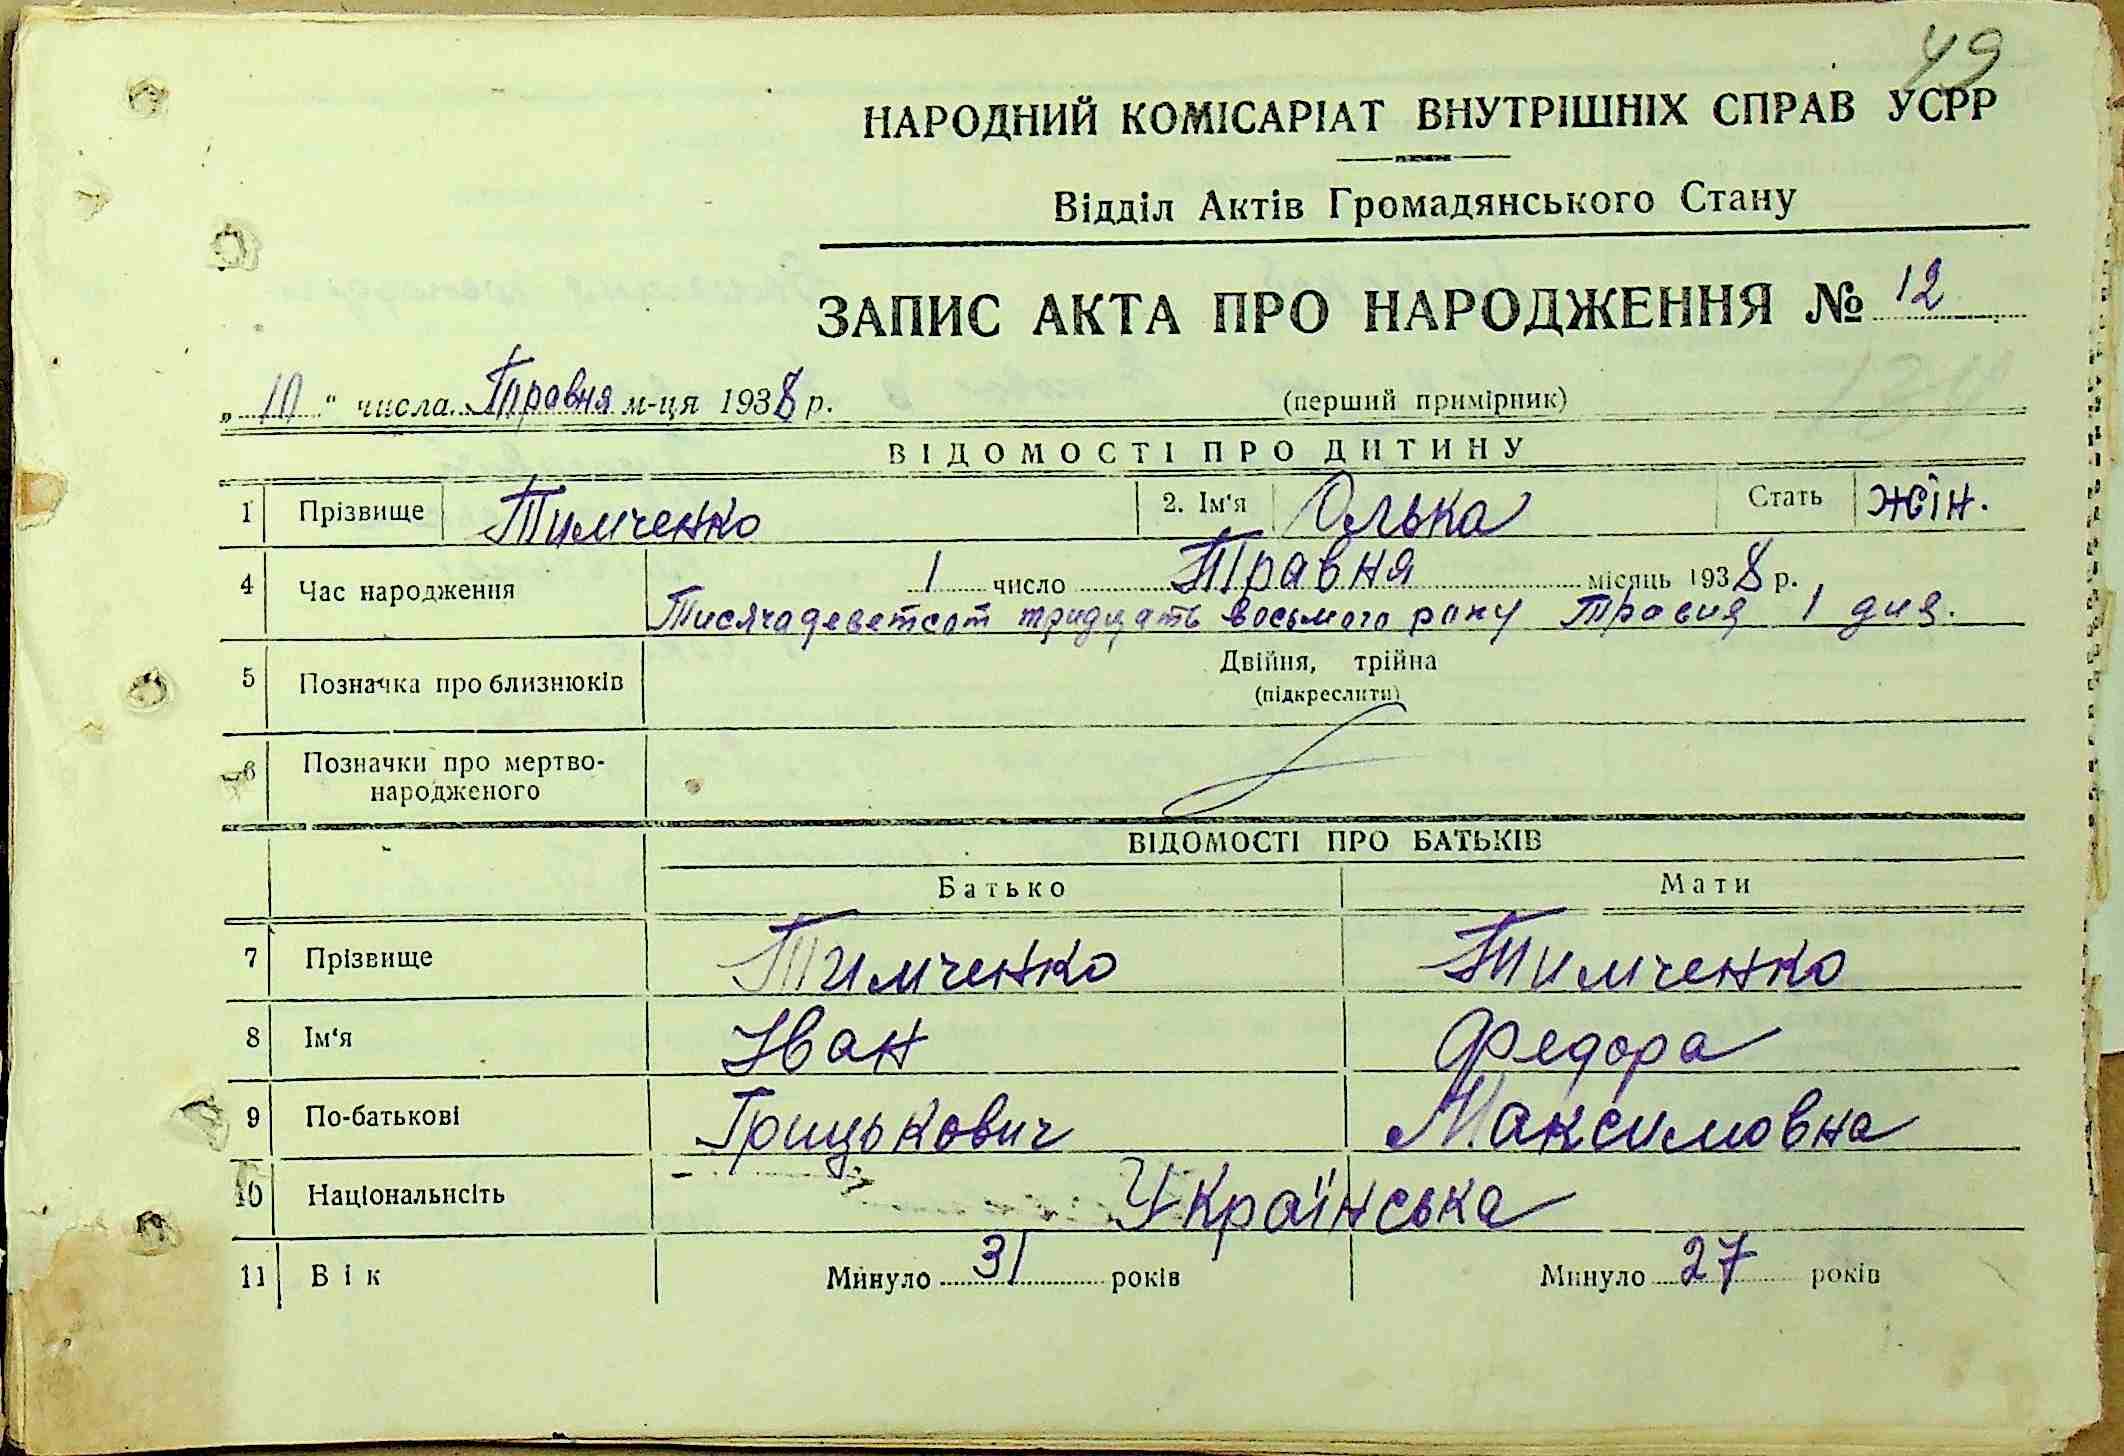 49
НАРОДНИЙ КОМІСАРІАТ ВНУТРІШНІХ СПРАВ УСРР
Відділ Актів Громадянського Стану
ЗАПИС АКТА ПРО НАРОДЖЕННЯ № 12
„ 10 " числа Травня м-ця 1938 р. (перший примірник)
ВІДОМОСТІ ПРО ДИТИНУ
1 Прізвище Тимченко 2. Ім'я Олька Стать жін.
4 Час народження 1 число Травня місяць 1938 р.
Тисячадеветсот тридцать восьмого року Травня 1 дня.
5 Позначка про близнюків Двійня, трійна
(підкреслити)
6 Позначки про мертво-
народженого
ВІДОМОСТІ ПРО БАТЬКІВ
Батько Мати
7 Прізвище Тимченко Тимченко
8 Ім'я Іван Федора
9 По-батькові Грицькович Максимовна
10 Національнсіть Українська
11 Вік Минуло 31 років Минуло 27 років